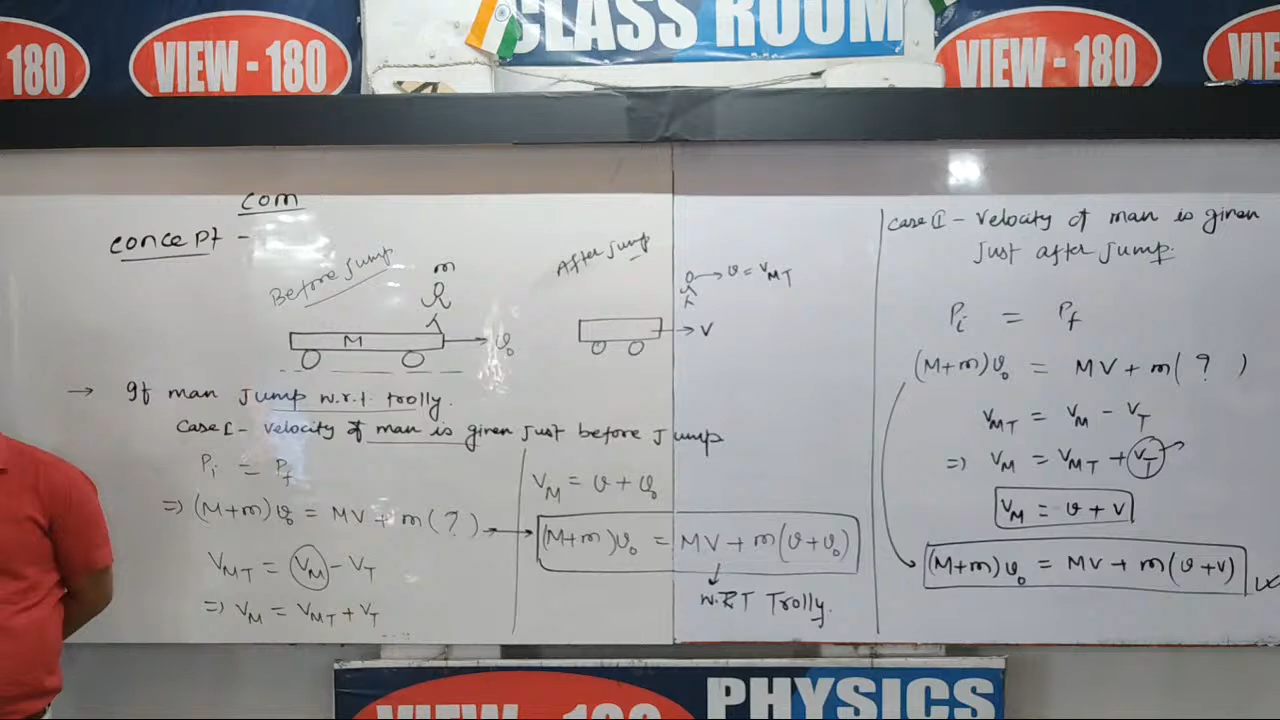 CLASS ROOM
180
VIEW-180
VIEW-180
VIE
COM
concept -
Before Jump
m
M
v₀
After Jump
v = V_MT
V
→ If man Jump w.r.t. trolly.
Case I - velocity of man is given just before Jump
P_i = P_f
⇒ (M+m)v₀ = MV + m(?)
V_MT = V_M - V_T
⇒ V_M = V_MT + V_T
V_M = v + v₀
(M+m)v₀ = MV + m(v+v₀)
W.R.T Trolly.
Case II - velocity of man is given
just after Jump.
P_i = P_f
(M+m)v₀ = MV + m( ? )
V_MT = V_M - V_T
⇒ V_M = V_MT + V_T
V_M = v + V
(M+m)v₀ = MV + m(v+V)
VIEW-180
PHYSICS